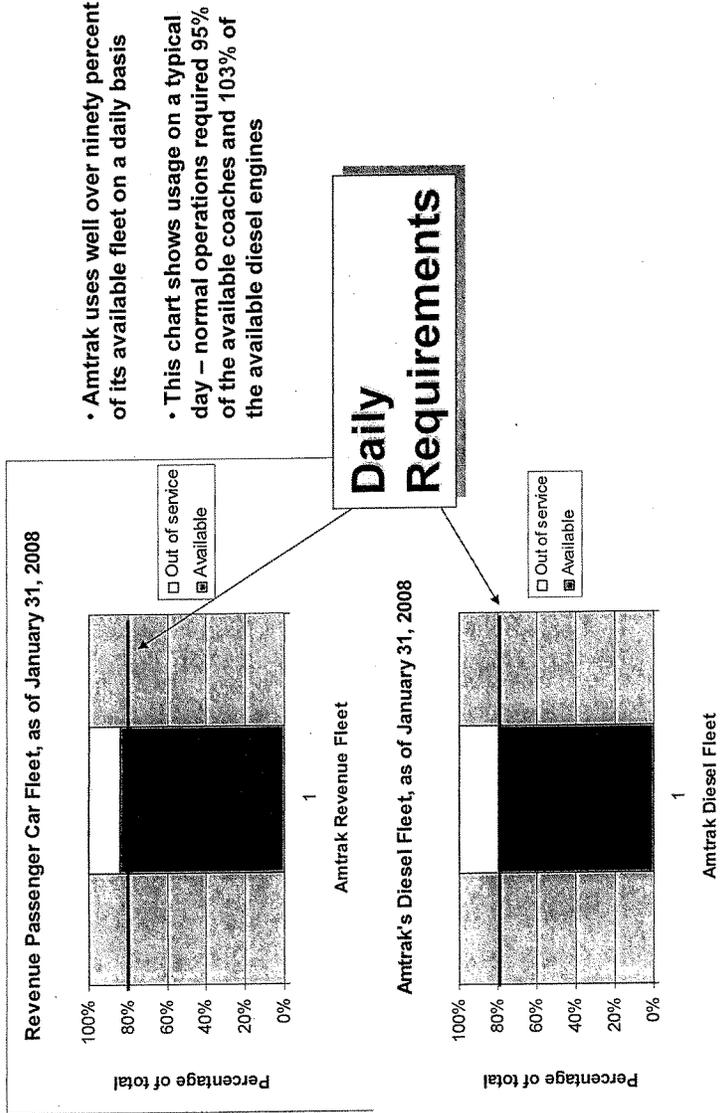 Revenue Passenger Car Fleet, as of January 31, 2008
Percentage of total
100%
80%
60%
40%
20%
0%
1
Amtrak Revenue Fleet
Out of service
Available
Amtrak's Diesel Fleet, as of January 31, 2008
Percentage of total
100%
80%
60%
40%
20%
0%
1
Amtrak Diesel Fleet
Out of service
Available
• Amtrak uses well over ninety percent
of its available fleet on a daily basis
• This chart shows usage on a typical
day – normal operations required 95%
of the available coaches and 103% of
the available diesel engines
Daily
Requirements